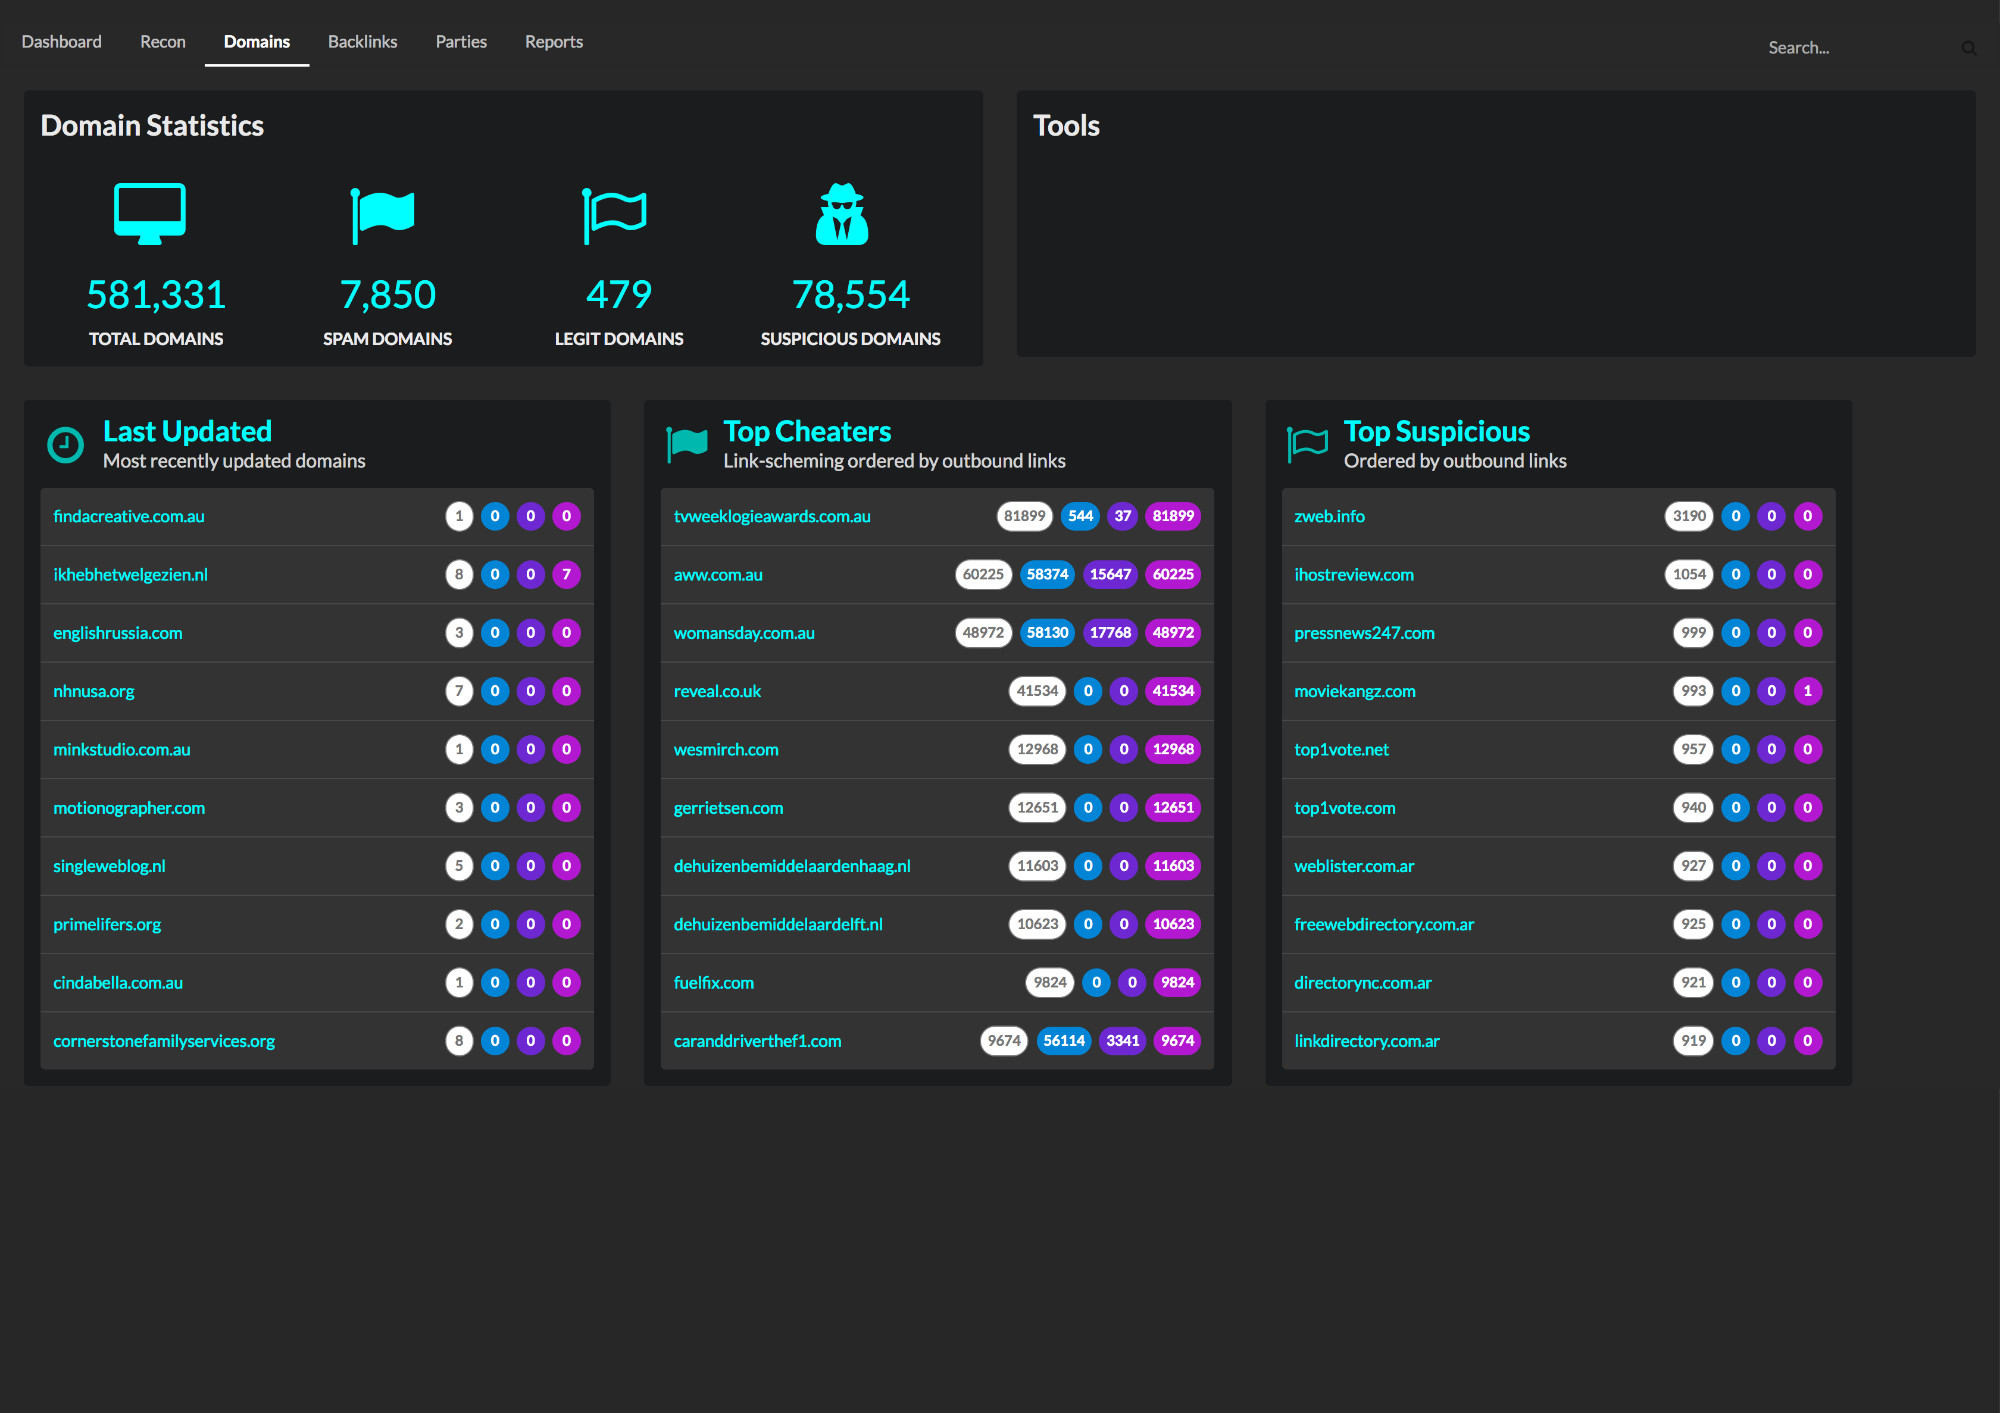 Dashboard Recon Domains Backlinks Parties Reports Search...
Domain Statistics
581,331 7,850 479 78,554
TOTAL DOMAINS SPAM DOMAINS LEGIT DOMAINS SUSPICIOUS DOMAINS
Tools
Last Updated
Most recently updated domains
findacreative.com.au 1 0 0 0
ikhebhetwelgezien.nl 8 0 0 7
englishrussia.com 3 0 0 0
nhnusa.org 7 0 0 0
minkstudio.com.au 1 0 0 0
motionographer.com 3 0 0 0
singleweblog.nl 5 0 0 0
primelifers.org 2 0 0 0
cindabella.com.au 1 0 0 0
cornerstonefamilyservices.org 8 0 0 0
Top Cheaters
Link-scheming ordered by outbound links
tvweeklogieawards.com.au 81899 544 37 81899
aww.com.au 60225 58374 15647 60225
womansday.com.au 48972 58130 17768 48972
reveal.co.uk 41534 0 0 41534
wesmirch.com 12968 0 0 12968
gerrietsen.com 12651 0 0 12651
dehuizenbemiddelaardenhaag.nl 11603 0 0 11603
dehuizenbemiddelaardelft.nl 10623 0 0 10623
fuelfix.com 9824 0 0 9824
caranddriverthef1.com 9674 56114 3341 9674
Top Suspicious
Ordered by outbound links
zweb.info 3190 0 0 0
ihostreview.com 1054 0 0 0
pressnews247.com 999 0 0 0
moviekangz.com 993 0 0 1
top1vote.net 957 0 0 0
top1vote.com 940 0 0 0
weblister.com.ar 927 0 0 0
freewebdirectory.com.ar 925 0 0 0
directorync.com.ar 921 0 0 0
linkdirectory.com.ar 919 0 0 0